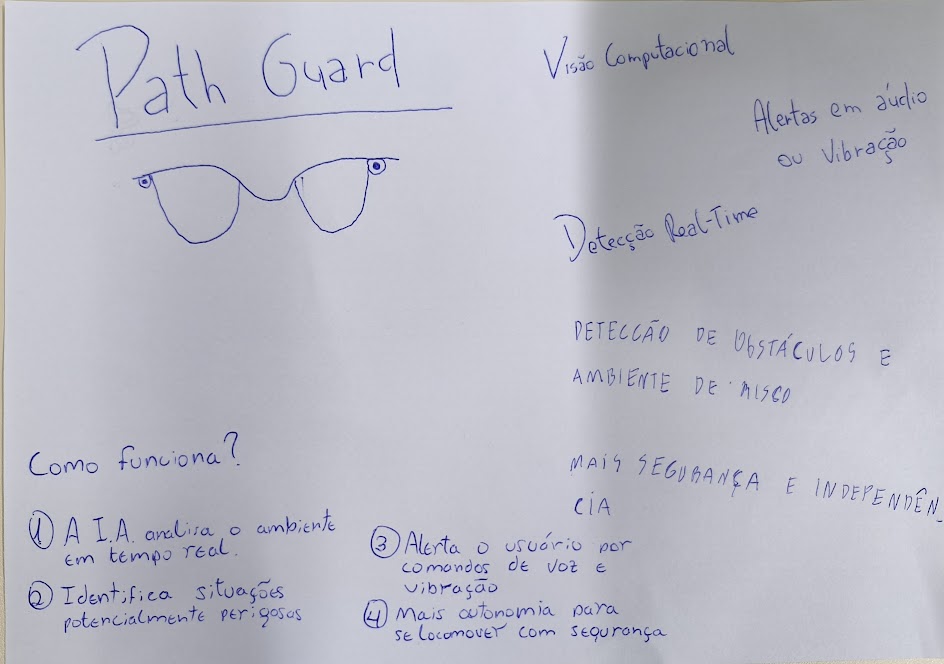 Path Guard
Visão Computacional
Alertas em áudio
ou Vibração
Detecção Real-Time
DETECÇÃO DE OBSTÁCULOS E
AMBIENTE DE RISCO
MAIS SEGURANÇA E INDEPENDÊN_
CIA
Como funciona?
1 A I.A. analisa o ambiente
em tempo real.
2 Identifica situações
potencialmente perigosas
3 Alerta o usuário por
comandos de voz e
vibração
4 Mais autonomia para
se locomover com segurança